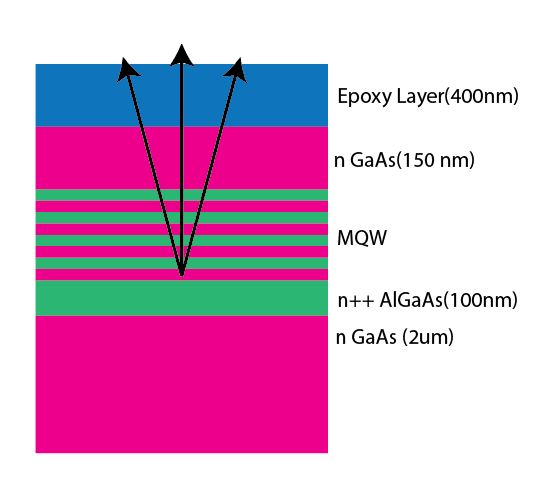 Epoxy Layer(400nm)
n GaAs(150 nm)
MQW
n++ AlGaAs(100nm)
n GaAs (2um)